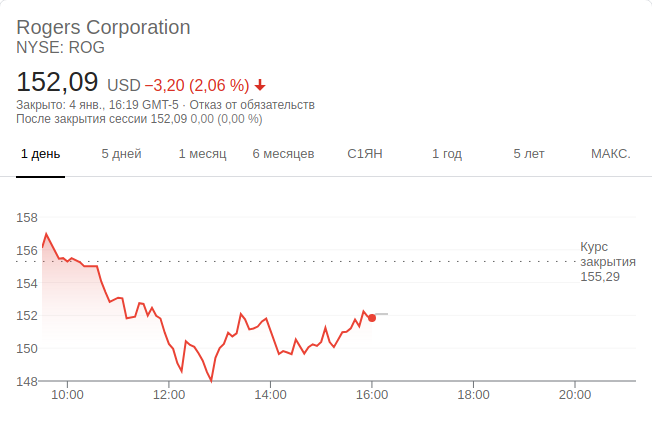 Rogers Corporation
NYSE: ROG
152,09 USD −3,20 (2,06 %)
Закрыто: 4 янв., 16:19 GMT-5 · Отказ от обязательств
После закрытия сессии 152,09 0,00 (0,00 %)
1 день 5 дней 1 месяц 6 месяцев С1ЯН 1 год 5 лет МАКС.
158
156
154
152
150
148
Курс
закрытия
155,29
10:00 12:00 14:00 16:00 18:00 20:00